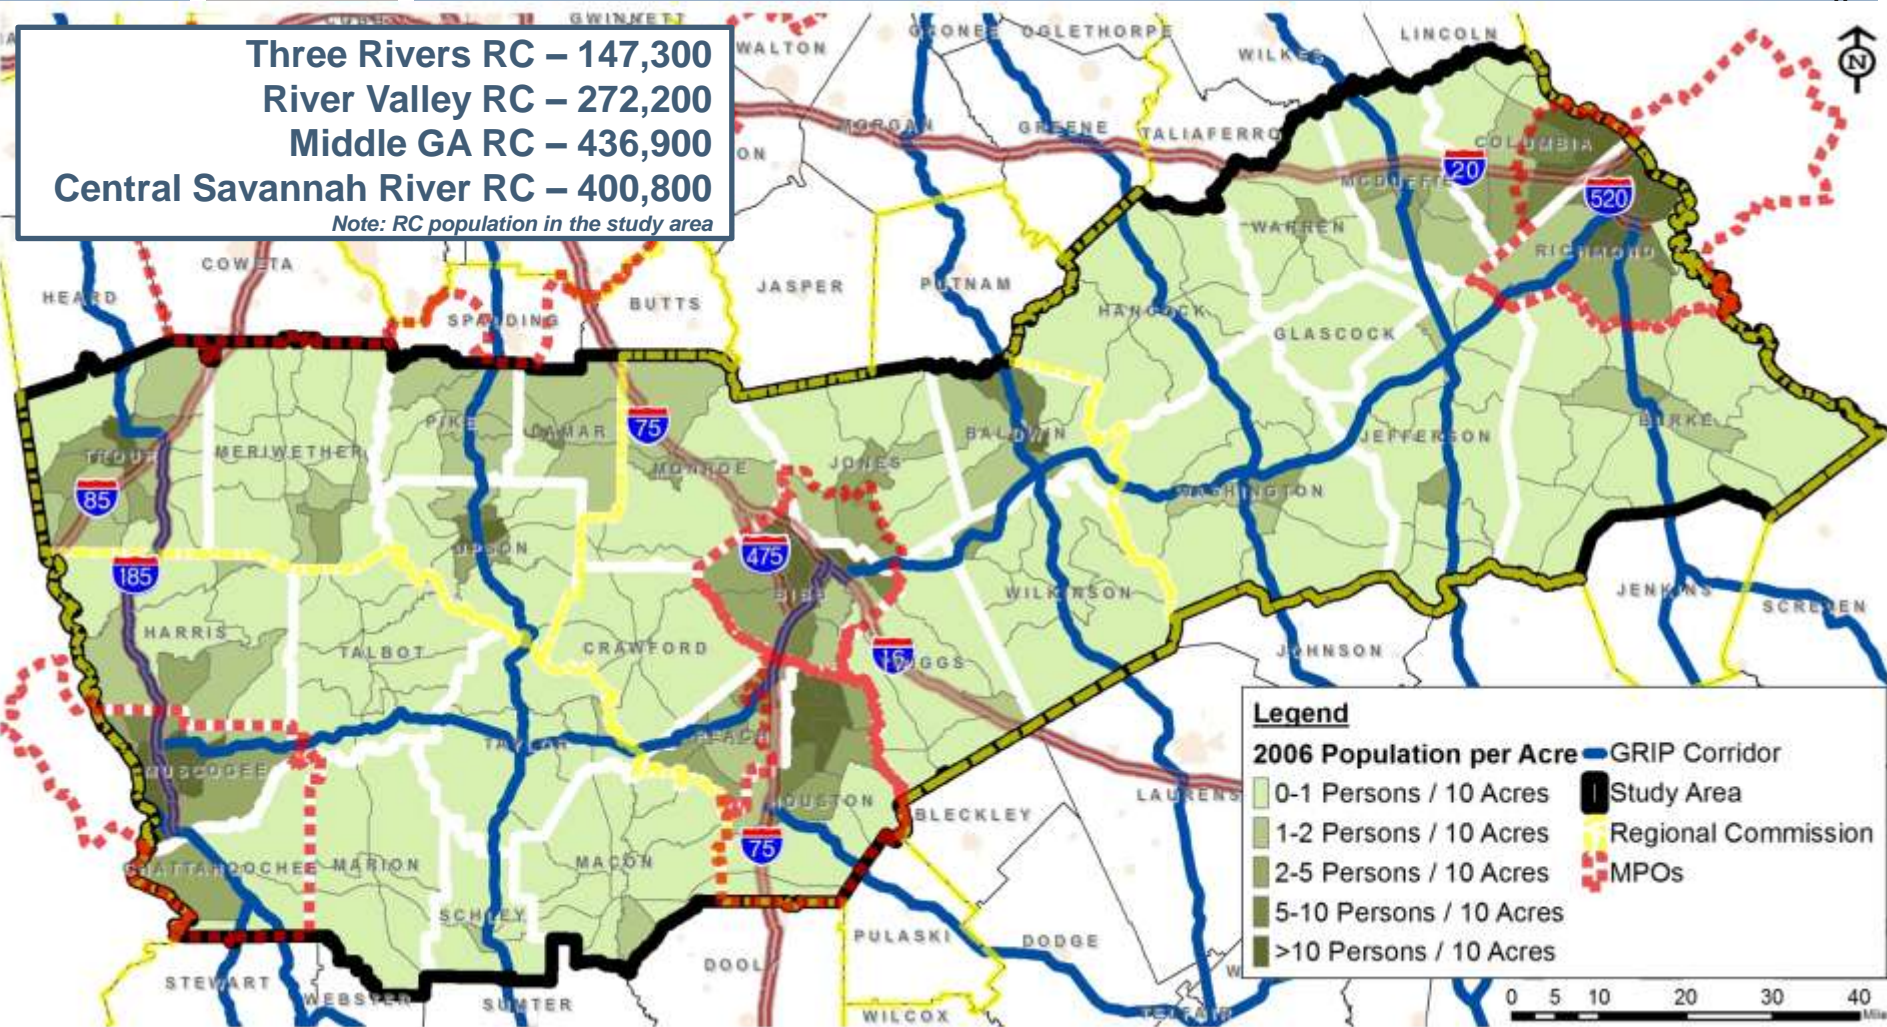 GWINNETT
Three Rivers RC – 147,300
River Valley RC – 272,200
Middle GA RC – 436,900
Central Savannah River RC – 400,800
Note: RC population in the study area
WALTON
OGLETHORPE
WILKES
LINCOLN
N
MORGAN
GREENE
TALIAFERRO
COLUMBIA
20
MCDUFFIE
520
WARREN
RICHMOND
COWETA
HEARD
BUTTS
JASPER
PUTNAM
SPALDING
HANCOCK
GLASCOCK
PIKE
LAMAR
75
BALDWIN
BURKE
JEFFERSON
TROUP
MERIWETHER
MONROE
JONES
85
WASHINGTON
UPSON
475
185
BIBB
WILKINSON
JENKINS
SCREVEN
HARRIS
TALBOT
CRAWFORD
16
TWIGGS
JOHNSON
TAYLOR
PEACH
MUSCOGEE
HOUSTON
BLECKLEY
LAURENS
75
CHATTAHOOCHEE
MARION
MACON
SCHLEY
PULASKI
DODGE
DOOLY
STEWART
WEBSTER
SUMTER
WILCOX
TELFAIR
Legend
2006 Population per Acre
0-1 Persons / 10 Acres
1-2 Persons / 10 Acres
2-5 Persons / 10 Acres
5-10 Persons / 10 Acres
>10 Persons / 10 Acres
GRIP Corridor
Study Area
Regional Commission
MPOs
0 5 10 20 30 40
Miles